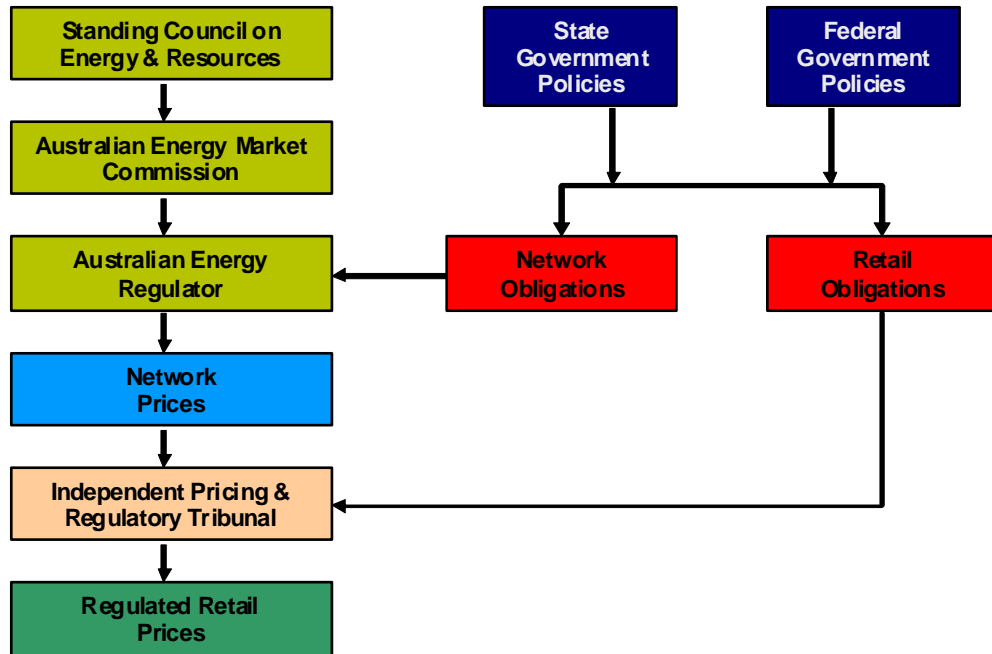 Standing Council on
Energy & Resources
State
Government
Policies
Federal
Government
Policies
Australian Energy Market
Commission
Australian Energy
Regulator
Network
Obligations
Retail
Obligations
Network
Prices
Independent Pricing &
Regulatory Tribunal
Regulated Retail
Prices